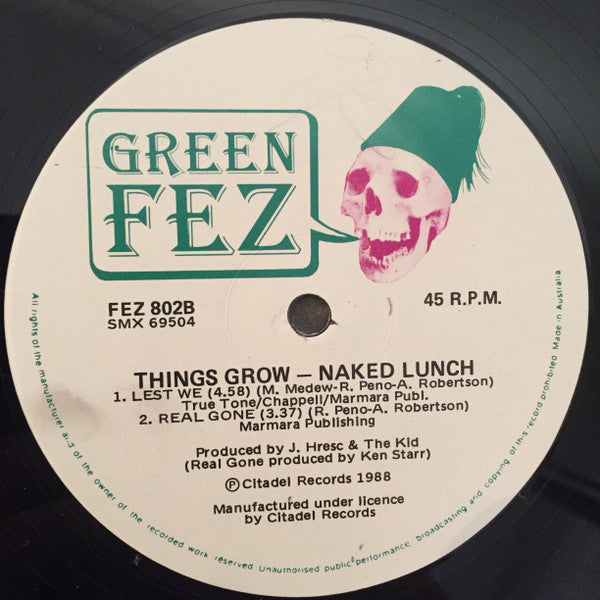 GREEN
FEZ
FEZ 802B
SMX 69504
45 R.P.M.
THINGS GROW — NAKED LUNCH
1. LEST WE (4.58) (M. Medew-R. Peno-A. Robertson)
True Tone/Chappell/Marmara Publ.
2. REAL GONE (3.37) (R. Peno-A. Robertson)
Marmara Publishing
Produced by J. Hresc & The Kid
(Real Gone produced by Ken Starr)
Ⓟ Citadel Records 1988
Manufactured under licence
by Citadel Records
All rights of the manufacturer and of the owner of the recorded work reserved Unauthorised public performance broadcasting and copying of this record prohibited Made in Australia